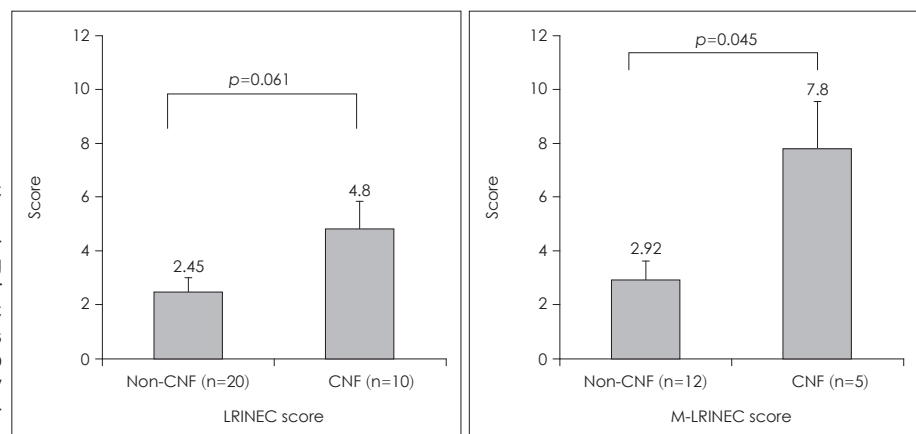 12
10
8
6
4
2
0
Score
p=0.061
2.45
4.8
Non-CNF (n=20)
CNF (n=10)
LRINEC score
12
10
8
6
4
2
0
Score
p=0.045
2.92
7.8
Non-CNF (n=12)
CNF (n=5)
M-LRINEC score